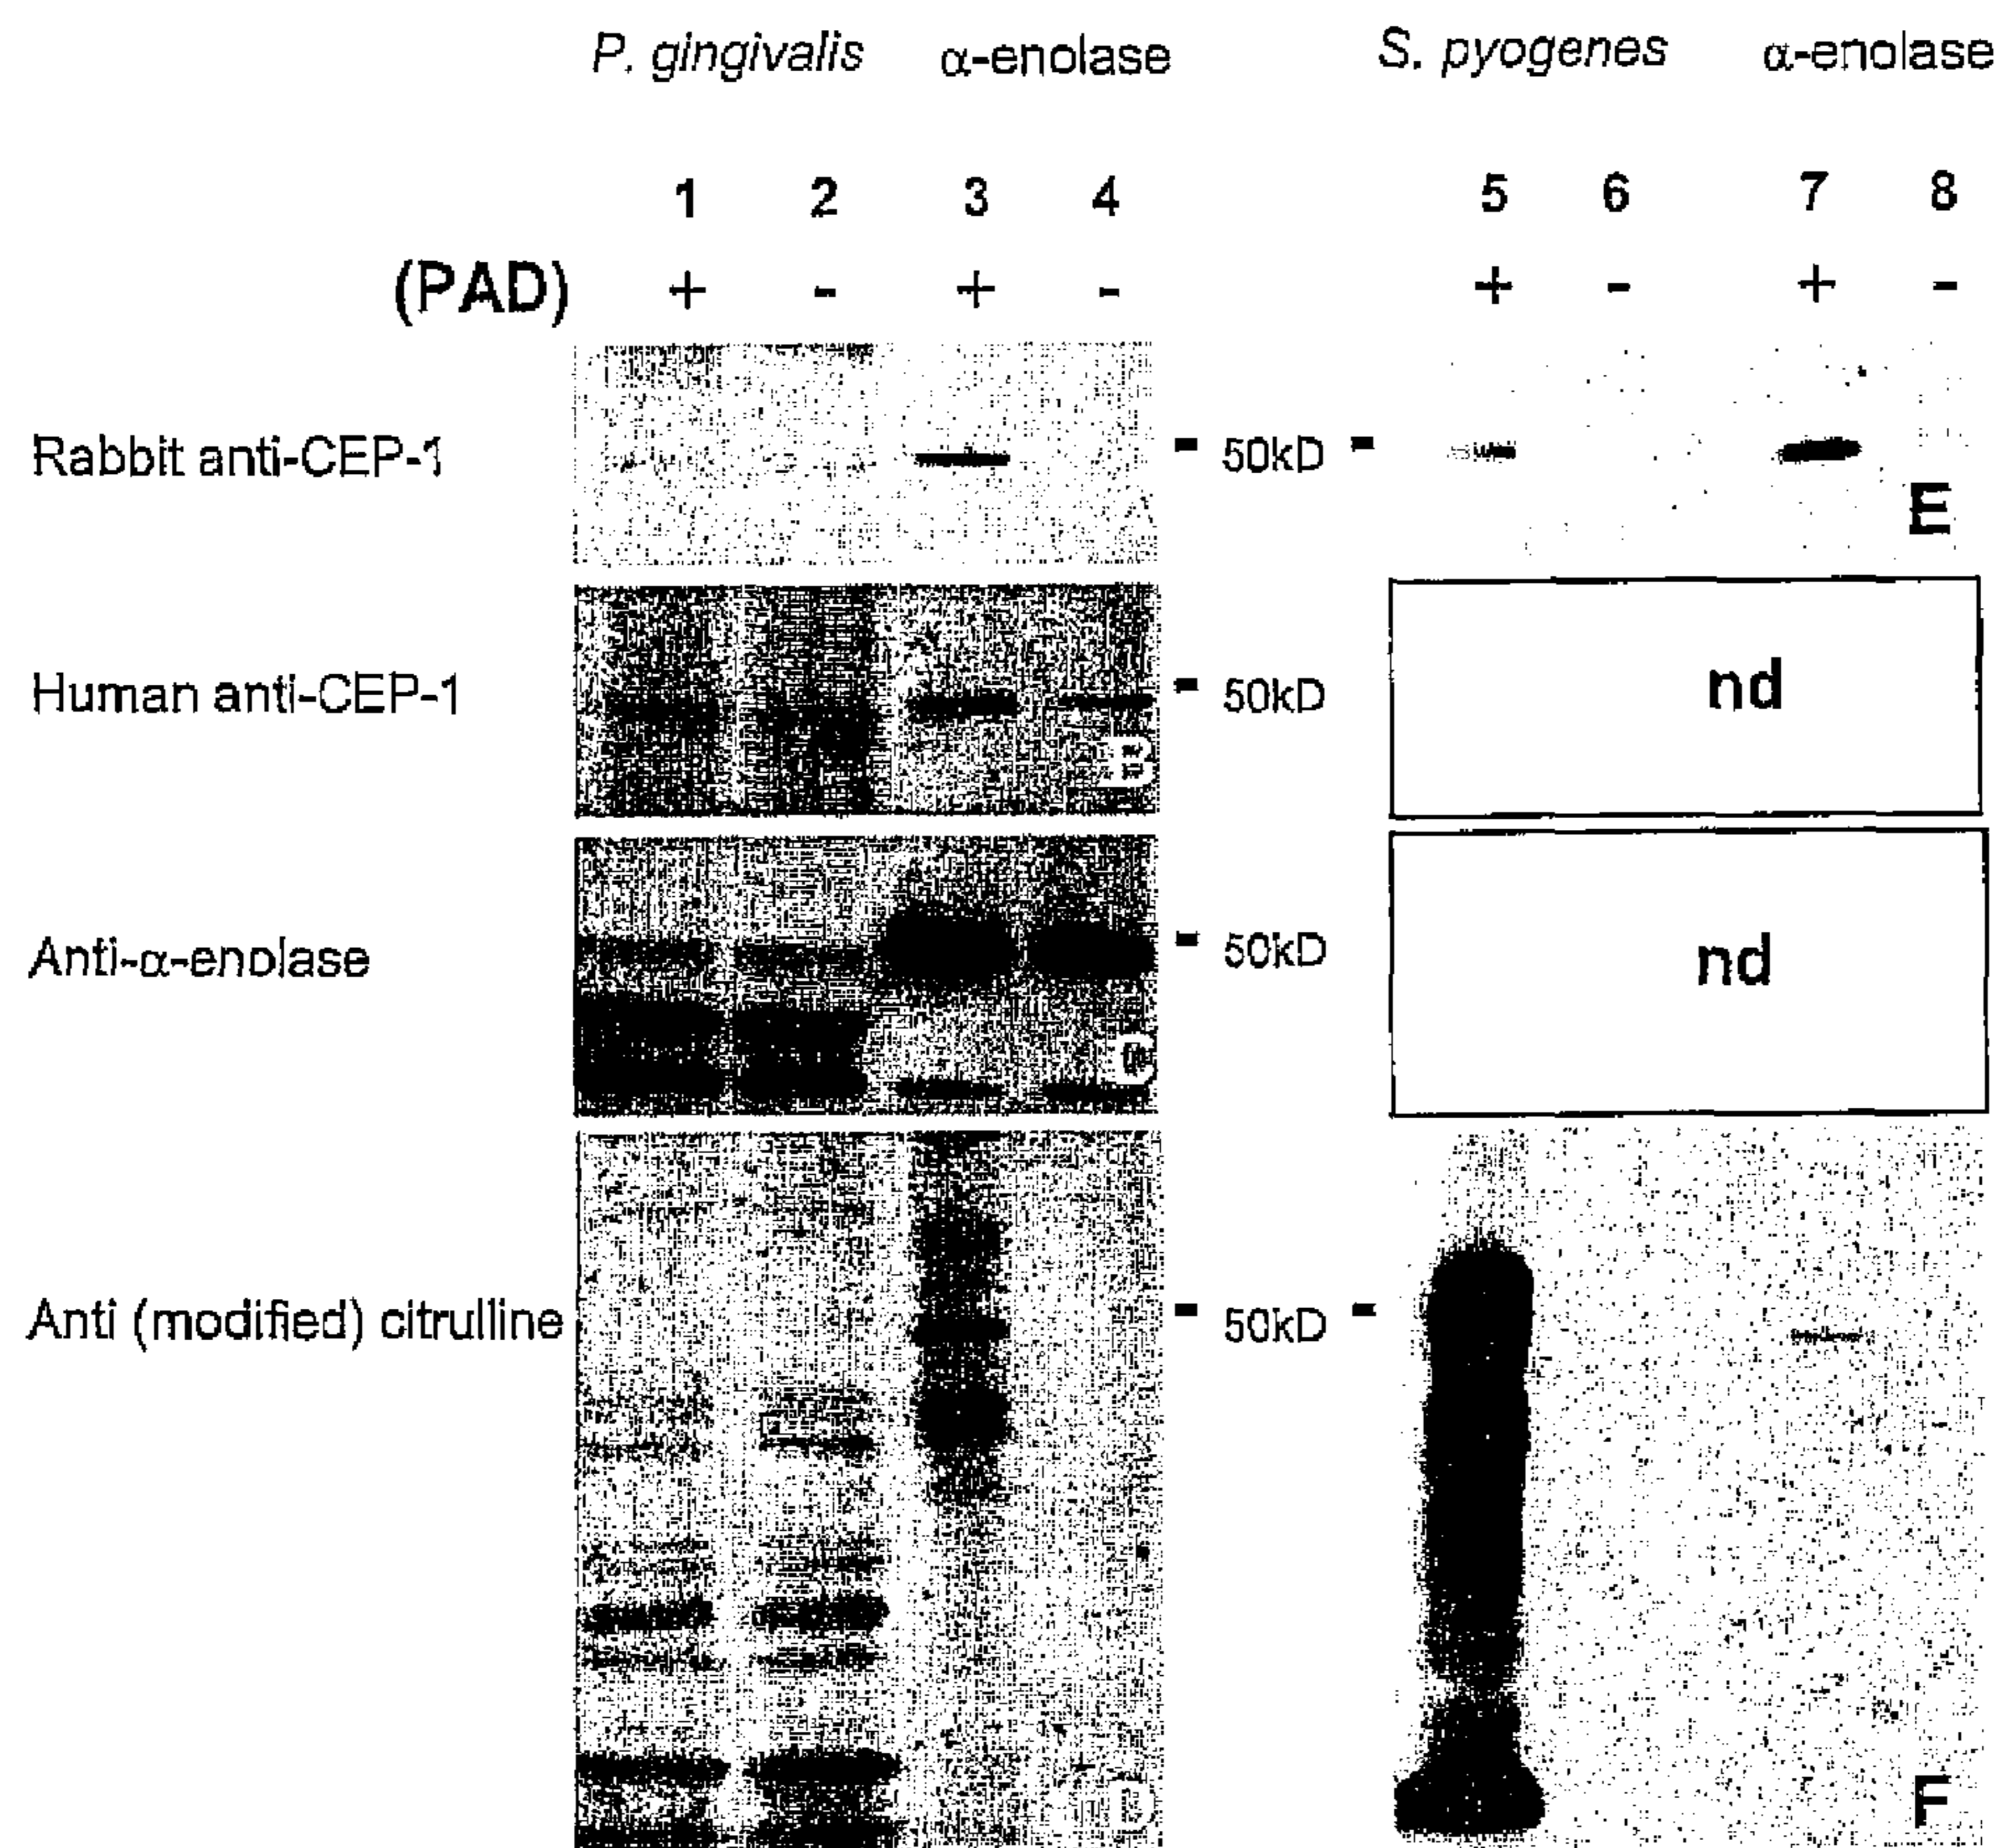 P. gingivalis α-enolase S. pyogenes α-enolase
1 2 3 4 5 6 7 8
(PAD) + - + - + - + -
Rabbit anti-CEP-1 - 50kD - E
Human anti-CEP-1 - 50kD nd
B
Anti-α-enolase - 50kD nd
C
Anti (modified) citrulline - 50kD -
D F